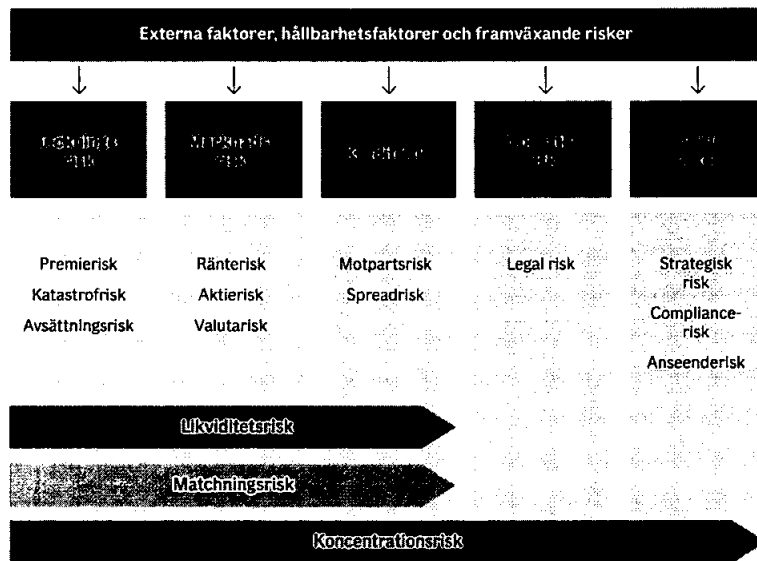 Externa faktorer, hållbarhetsfaktorer och framväxande risker
Premierisk
Katastrofrisk
Avsättningsrisk
Ränterisk
Aktierisk
Valutarisk
Motpartsrisk
Spreadrisk
Legal risk
Strategisk
risk
Compliance-
risk
Anseenderisk
Likviditetsrisk
Matchningsrisk
Koncentrationsrisk